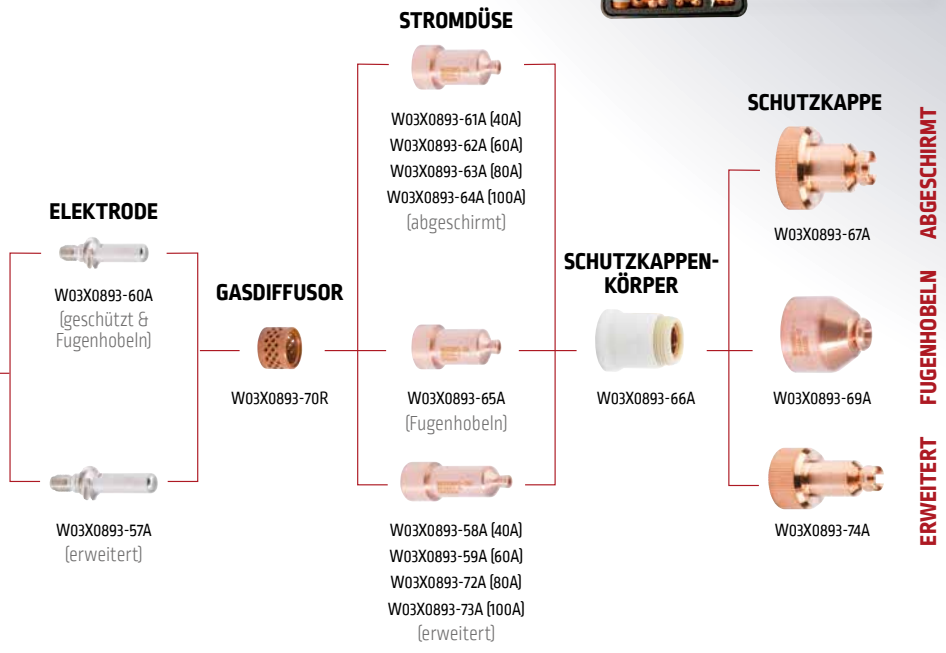 STROMDÜSE
W03X0893-61A (40A)
W03X0893-62A (60A)
W03X0893-63A (80A)
W03X0893-64A (100A)
(abgeschirmt)
SCHUTZKAPPE
W03X0893-67A
ABGESCHIRMT
ELEKTRODE
W03X0893-60A
(geschützt &
Fugenhobeln)
GASDIFFUSOR
W03X0893-70R
W03X0893-65A
(Fugenhobeln)
SCHUTZKAPPEN-
KÖRPER
W03X0893-66A
W03X0893-69A
FUGENHOBELN
W03X0893-57A
(erweitert)
W03X0893-58A (40A)
W03X0893-59A (60A)
W03X0893-72A (80A)
W03X0893-73A (100A)
(erweitert)
W03X0893-74A
ERWEITERT